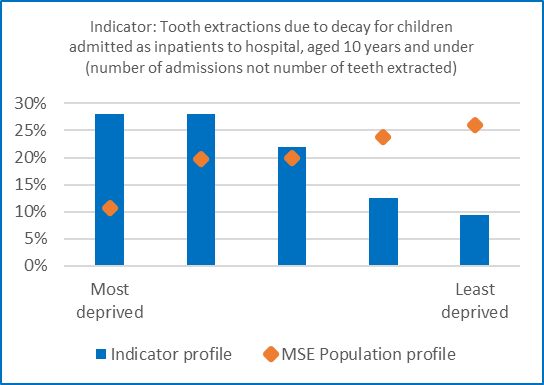 Indicator: Tooth extractions due to decay for children
admitted as inpatients to hospital, aged 10 years and under
(number of admissions not number of teeth extracted)
30%
25%
20%
15%
10%
5%
0%
Most
deprived
Least
deprived
Indicator profile
MSE Population profile